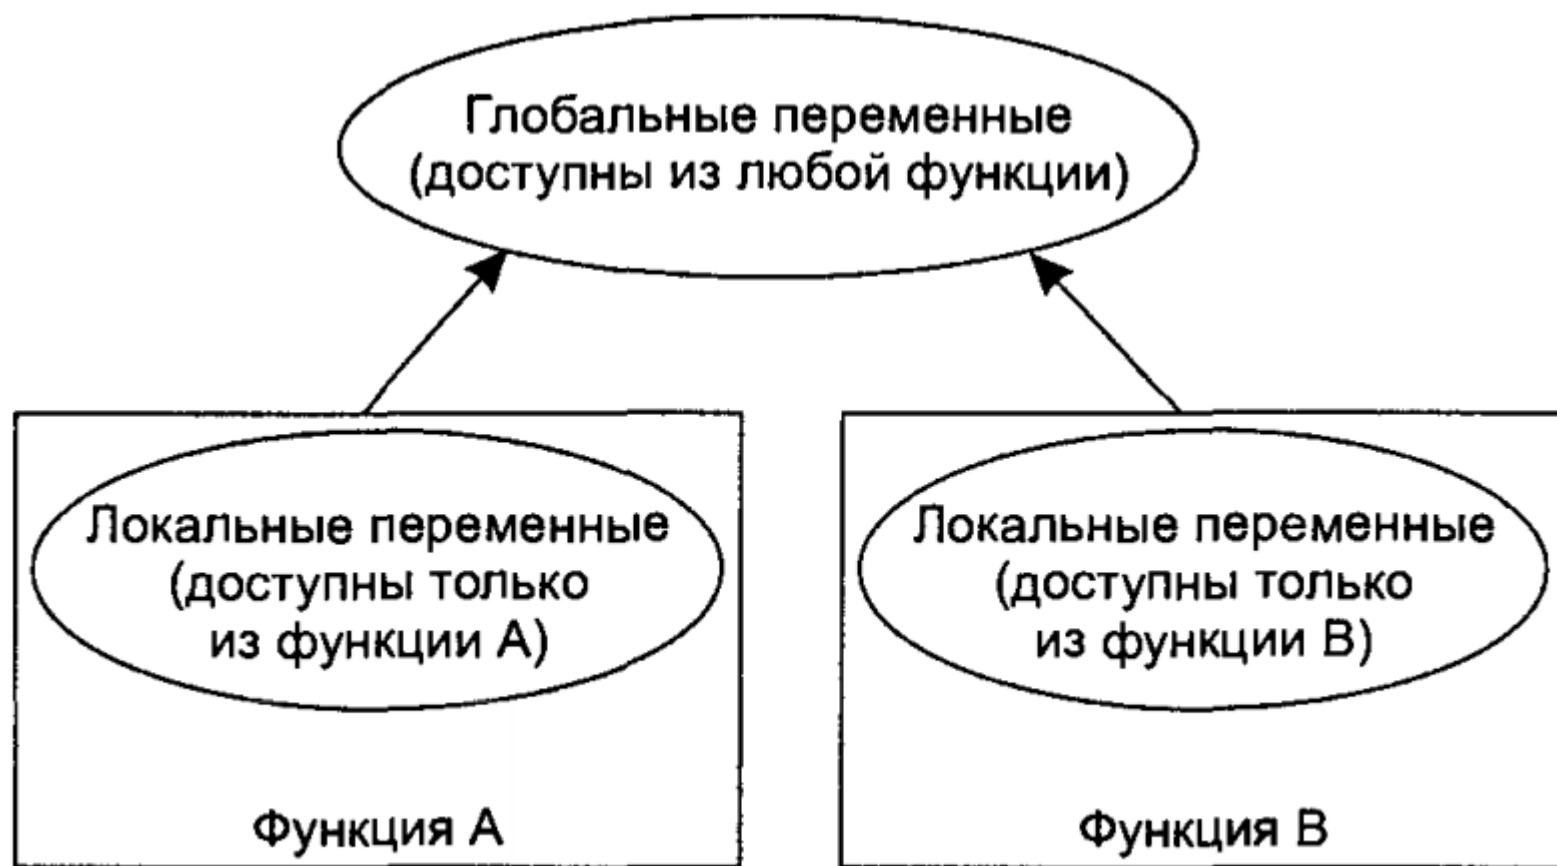 Глобальные переменные
(доступны из любой функции)
Локальные переменные
(доступны только
из функции А)
Функция А
Локальные переменные
(доступны только
из функции В)
Функция В